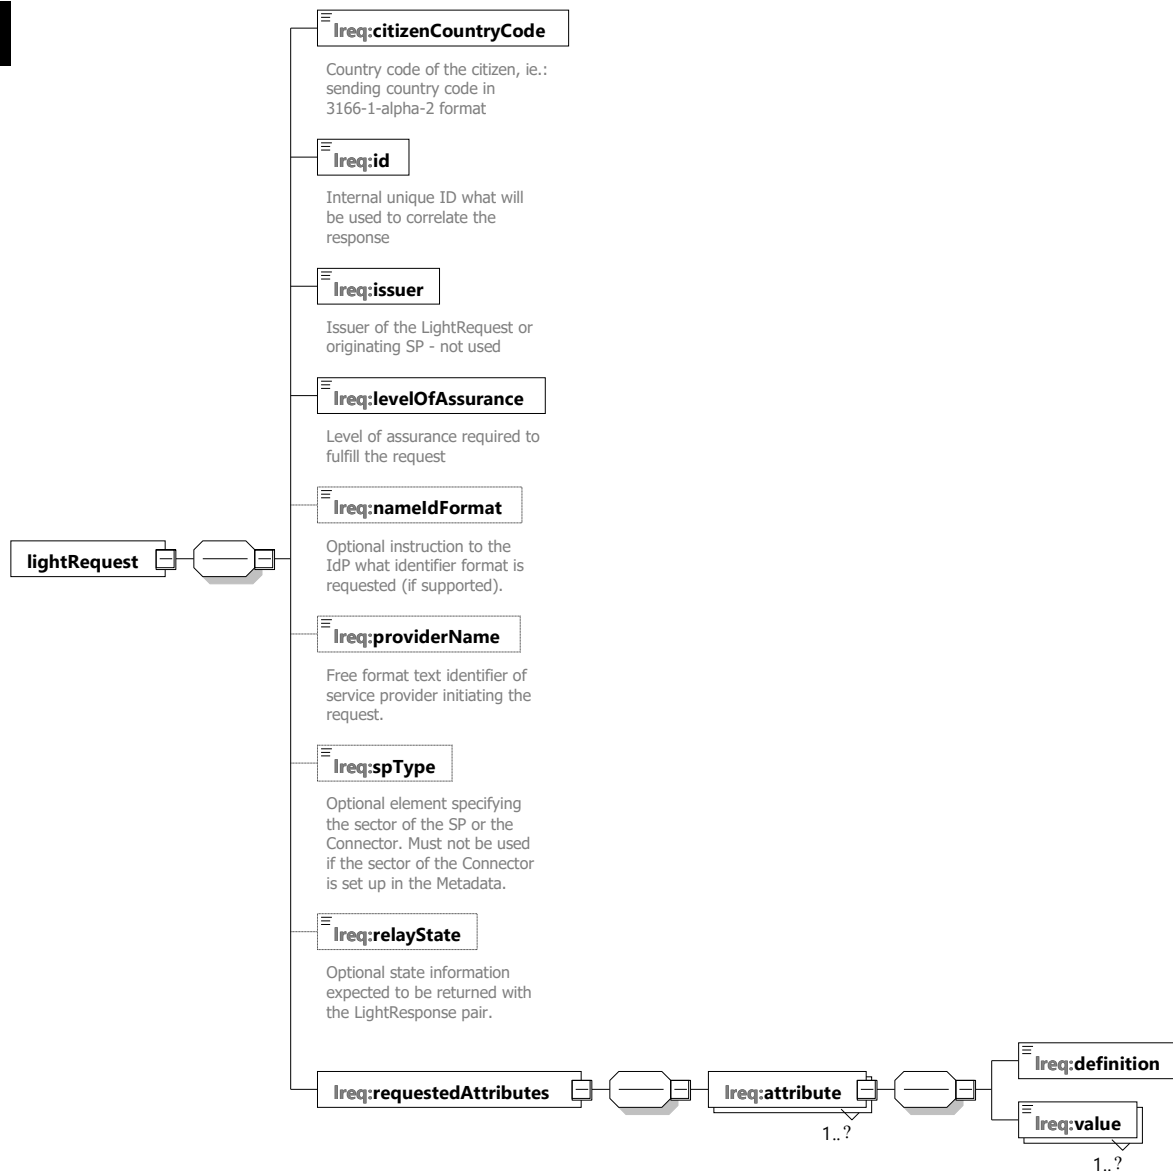 lreq:citizenCountryCode
Country code of the citizen, ie.:
sending country code in
3166-1-alpha-2 format
lreq:id
Internal unique ID what will
be used to correlate the
response
lreq:issuer
Issuer of the LightRequest or
originating SP - not used
lreq:levelOfAssurance
Level of assurance required to
fulfill the request
lreq:nameIdFormat
Optional instruction to the
IdP what identifier format is
requested (if supported).
lightRequest
lreq:providerName
Free format text identifier of
service provider initiating the
request.
lreq:spType
Optional element specifying
the sector of the SP or the
Connector. Must not be used
if the sector of the Connector
is set up in the Metadata.
lreq:relayState
Optional state information
expected to be returned with
the LightResponse pair.
lreq:requestedAttributes
lreq:attribute
1..?
lreq:definition
lreq:value
1..?